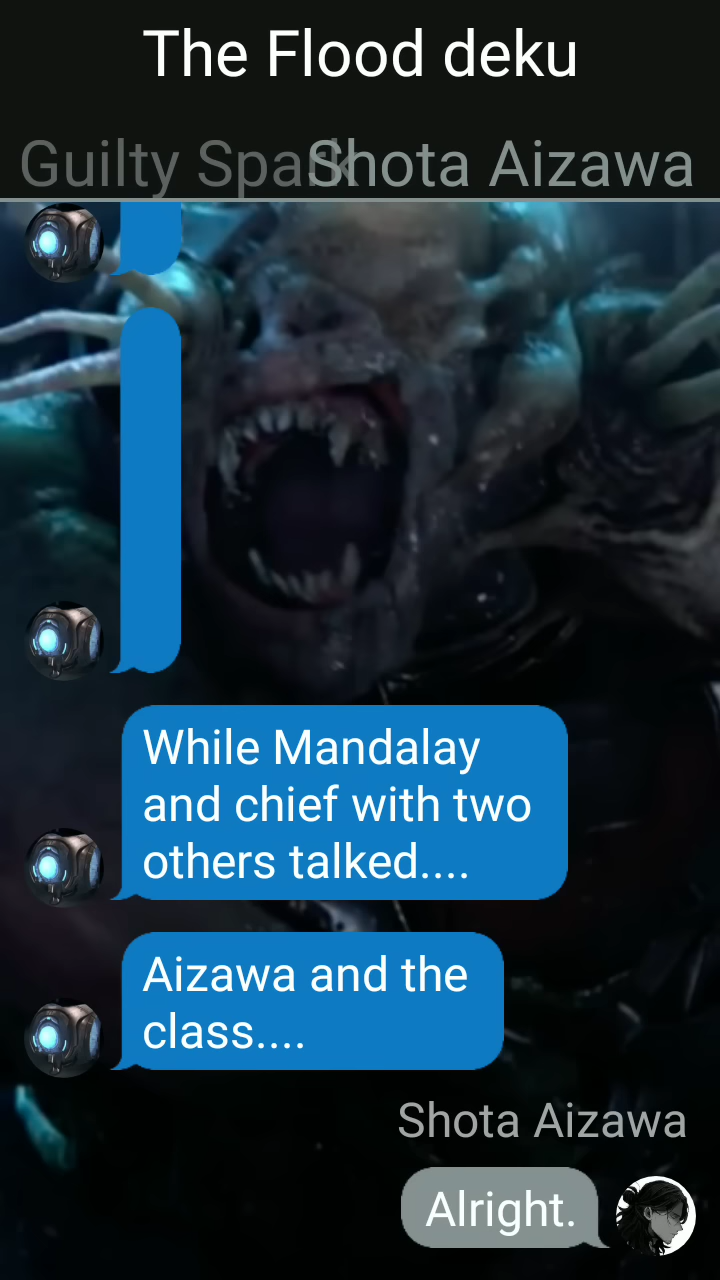 The Flood deku
Guilty Spark
Shota Aizawa
While Mandalay
and chief with two
others talked....
Aizawa and the
class....
Shota Aizawa
Alright.